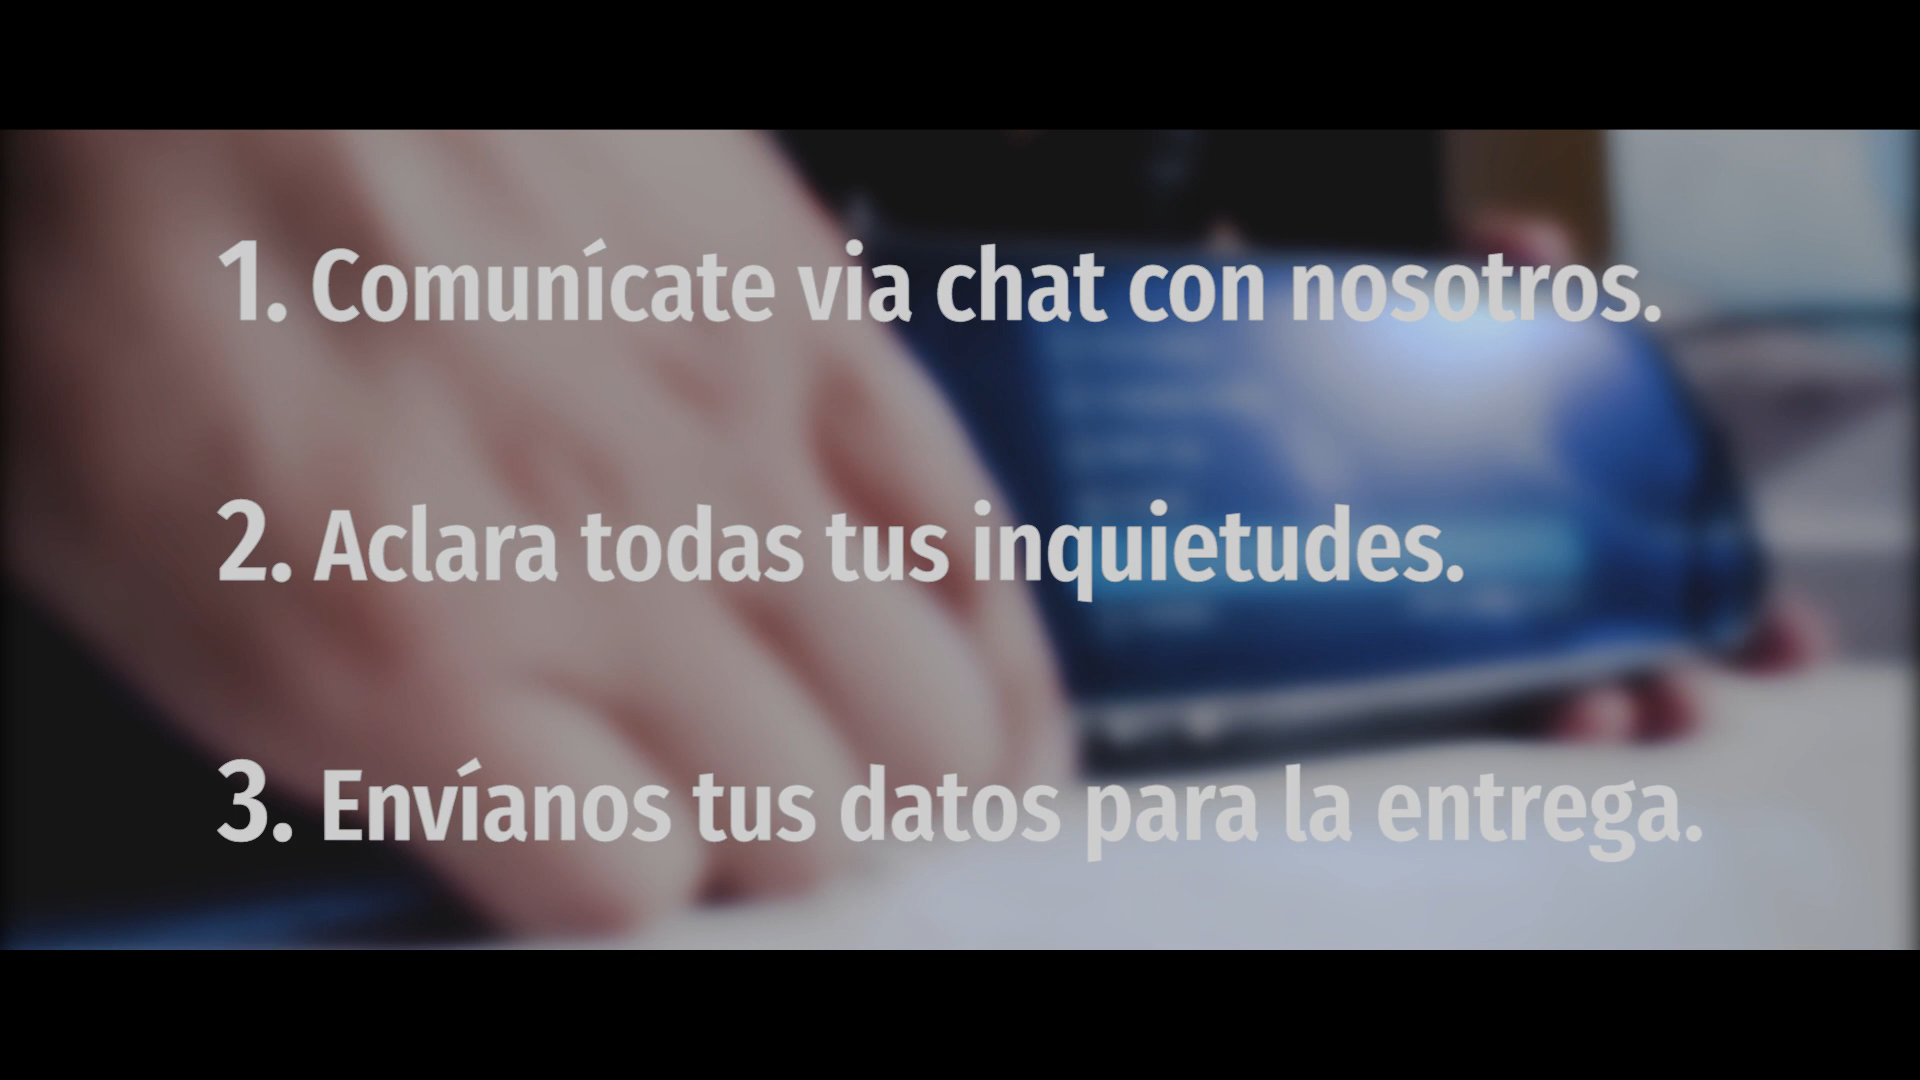 1. Comunícate via chat con nosotros.
2. Aclara todas tus inquietudes.
3. Envíanos tus datos para la entrega.